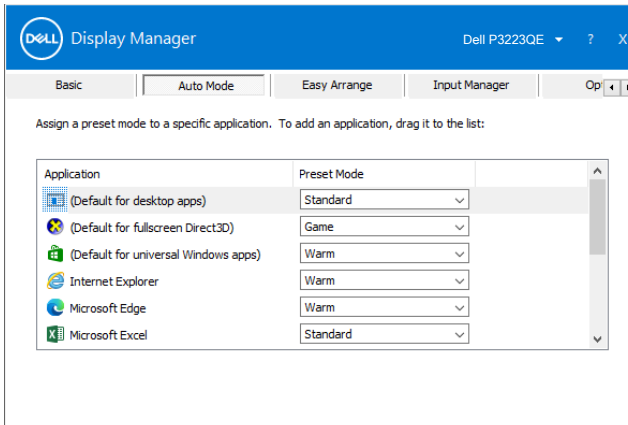 DELL Display Manager Dell P3223QE ? X
Basic Auto Mode Easy Arrange Input Manager Op
Assign a preset mode to a specific application. To add an application, drag it to the list:
Application Preset Mode
(Default for desktop apps) Standard
(Default for fullscreen Direct3D) Game
(Default for universal Windows apps) Warm
Internet Explorer Warm
Microsoft Edge Warm
Microsoft Excel Standard